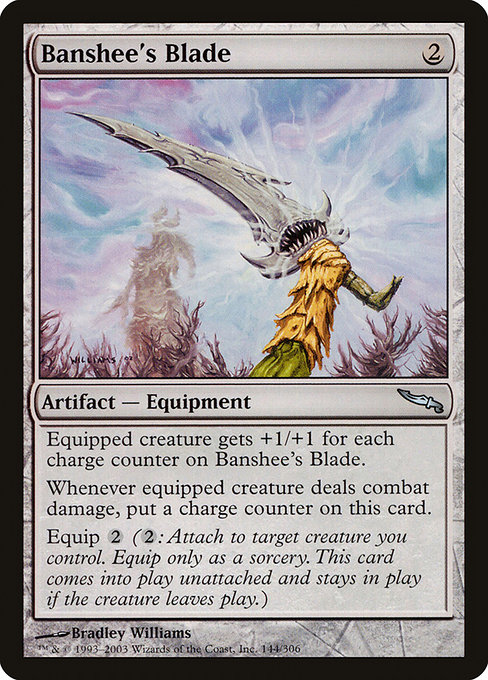 Banshee's Blade 2
WILLIAMS '02
Artifact — Equipment
Equipped creature gets +1/+1 for each
charge counter on Banshee's Blade.
Whenever equipped creature deals combat
damage, put a charge counter on this card.
Equip 2 (2: Attach to target creature you
control. Equip only as a sorcery. This card
comes into play unattached and stays in play
if the creature leaves play.)
Bradley Williams
™ & © 1993–2003 Wizards of the Coast, Inc. 144/306